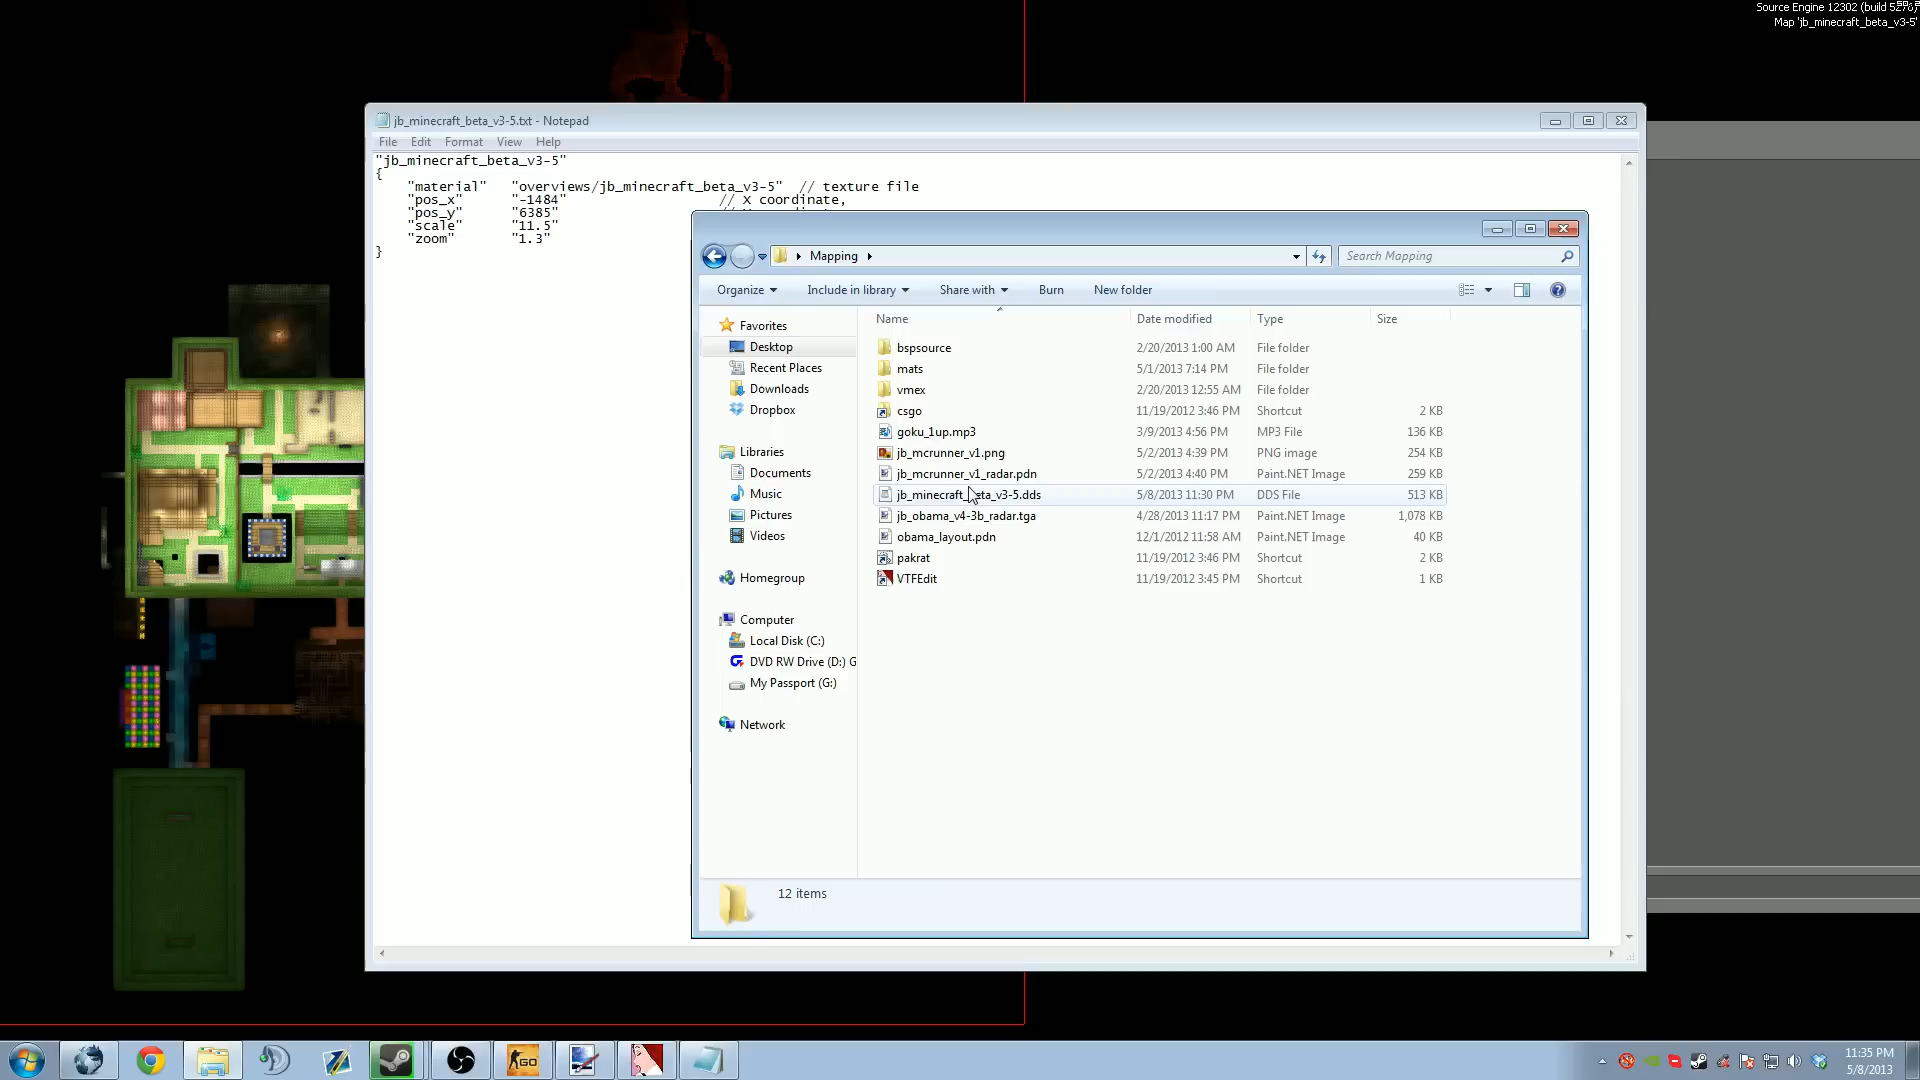 Source Engine 12302 (build
Map 'jb_minecraft_beta_v3-5'
jb_minecraft_beta_v3-5.txt - Notepad
File Edit Format View Help
"jb_minecraft_beta_v3-5"
{
"material" "overviews/jb_minecraft_beta_v3-5" // texture file
"pos_x" "-1484" // X coordinate,
"pos_y" "6385"
"scale" "11.5"
"zoom" "1.3"
}
Mapping
Search Mapping
Organize Include in library Share with Burn New folder
Name Date modified Type Size
Favorites
Desktop
Recent Places
Downloads
Dropbox
Libraries
Documents
Music
Pictures
Videos
Homegroup
Computer
Local Disk (C:)
DVD RW Drive (D:) G
My Passport (G:)
Network
bspsource 2/20/2013 1:00 AM File folder
mats 5/1/2013 7:14 PM File folder
vmex 2/20/2013 12:55 AM File folder
csgo 11/19/2012 3:46 PM Shortcut 2 KB
goku_1up.mp3 3/9/2013 4:56 PM MP3 File 136 KB
jb_mcrunner_v1.png 5/2/2013 4:39 PM PNG image 254 KB
jb_mcrunner_v1_radar.pdn 5/2/2013 4:40 PM Paint.NET Image 259 KB
jb_minecraft_beta_v3-5.dds 5/8/2013 11:30 PM DDS File 513 KB
jb_obama_v4-3b_radar.tga 4/28/2013 11:17 PM Paint.NET Image 1,078 KB
obama_layout.pdn 12/1/2012 11:58 AM Paint.NET Image 40 KB
pakrat 11/19/2012 3:46 PM Shortcut 2 KB
VTFEdit 11/19/2012 3:45 PM Shortcut 1 KB
12 items
GO
11:35 PM
5/8/2013